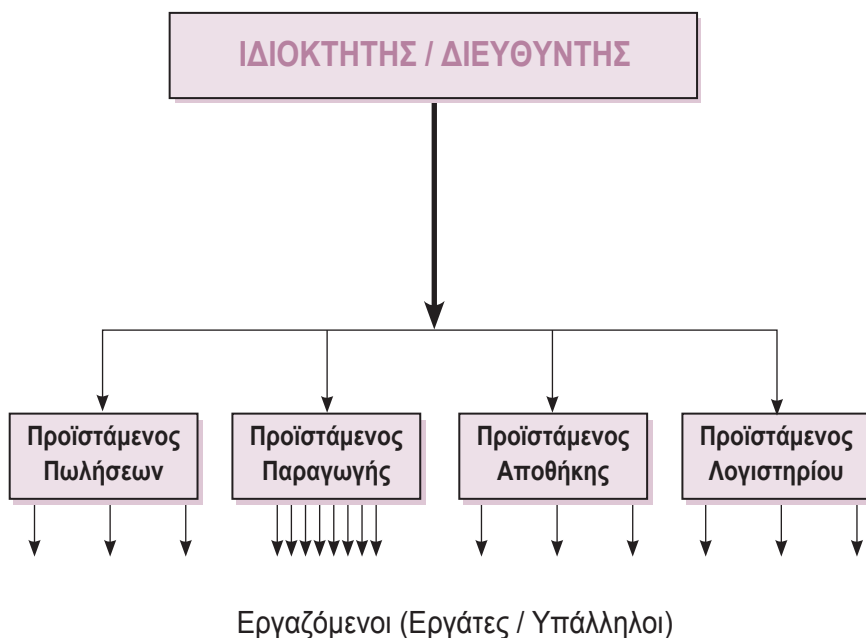 ΙΔΙΟΚΤΗΤΗΣ / ΔΙΕΥΘΥΝΤΗΣ
Προϊστάμενος
Πωλήσεων
Προϊστάμενος
Παραγωγής
Προϊστάμενος
Αποθήκης
Προϊστάμενος
Λογιστηρίου
Εργαζόμενοι (Εργάτες / Υπάλληλοι)